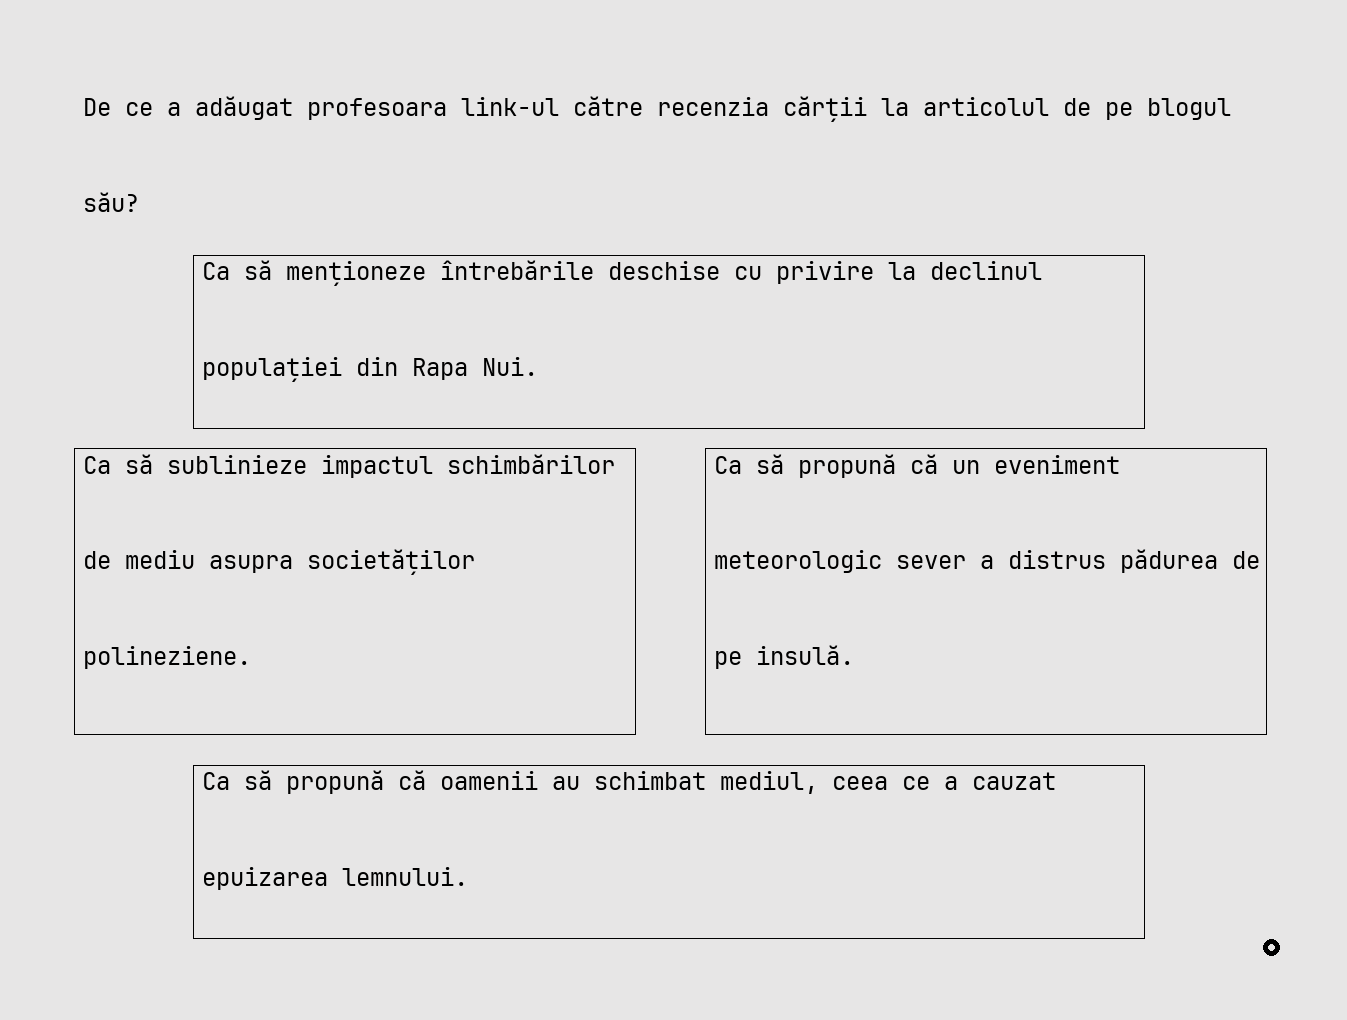 De ce a adăugat profesoara link-ul către recenzia cărții la articolul de pe blogul
său?
Ca să menționeze întrebările deschise cu privire la declinul
populației din Rapa Nui.
Ca să sublinieze impactul schimbărilor
de mediu asupra societăților
polineziene.
Ca să propună că un eveniment
meteorologic sever a distrus pădurea de
pe insulă.
Ca să propună că oamenii au schimbat mediul, ceea ce a cauzat
epuizarea lemnului.